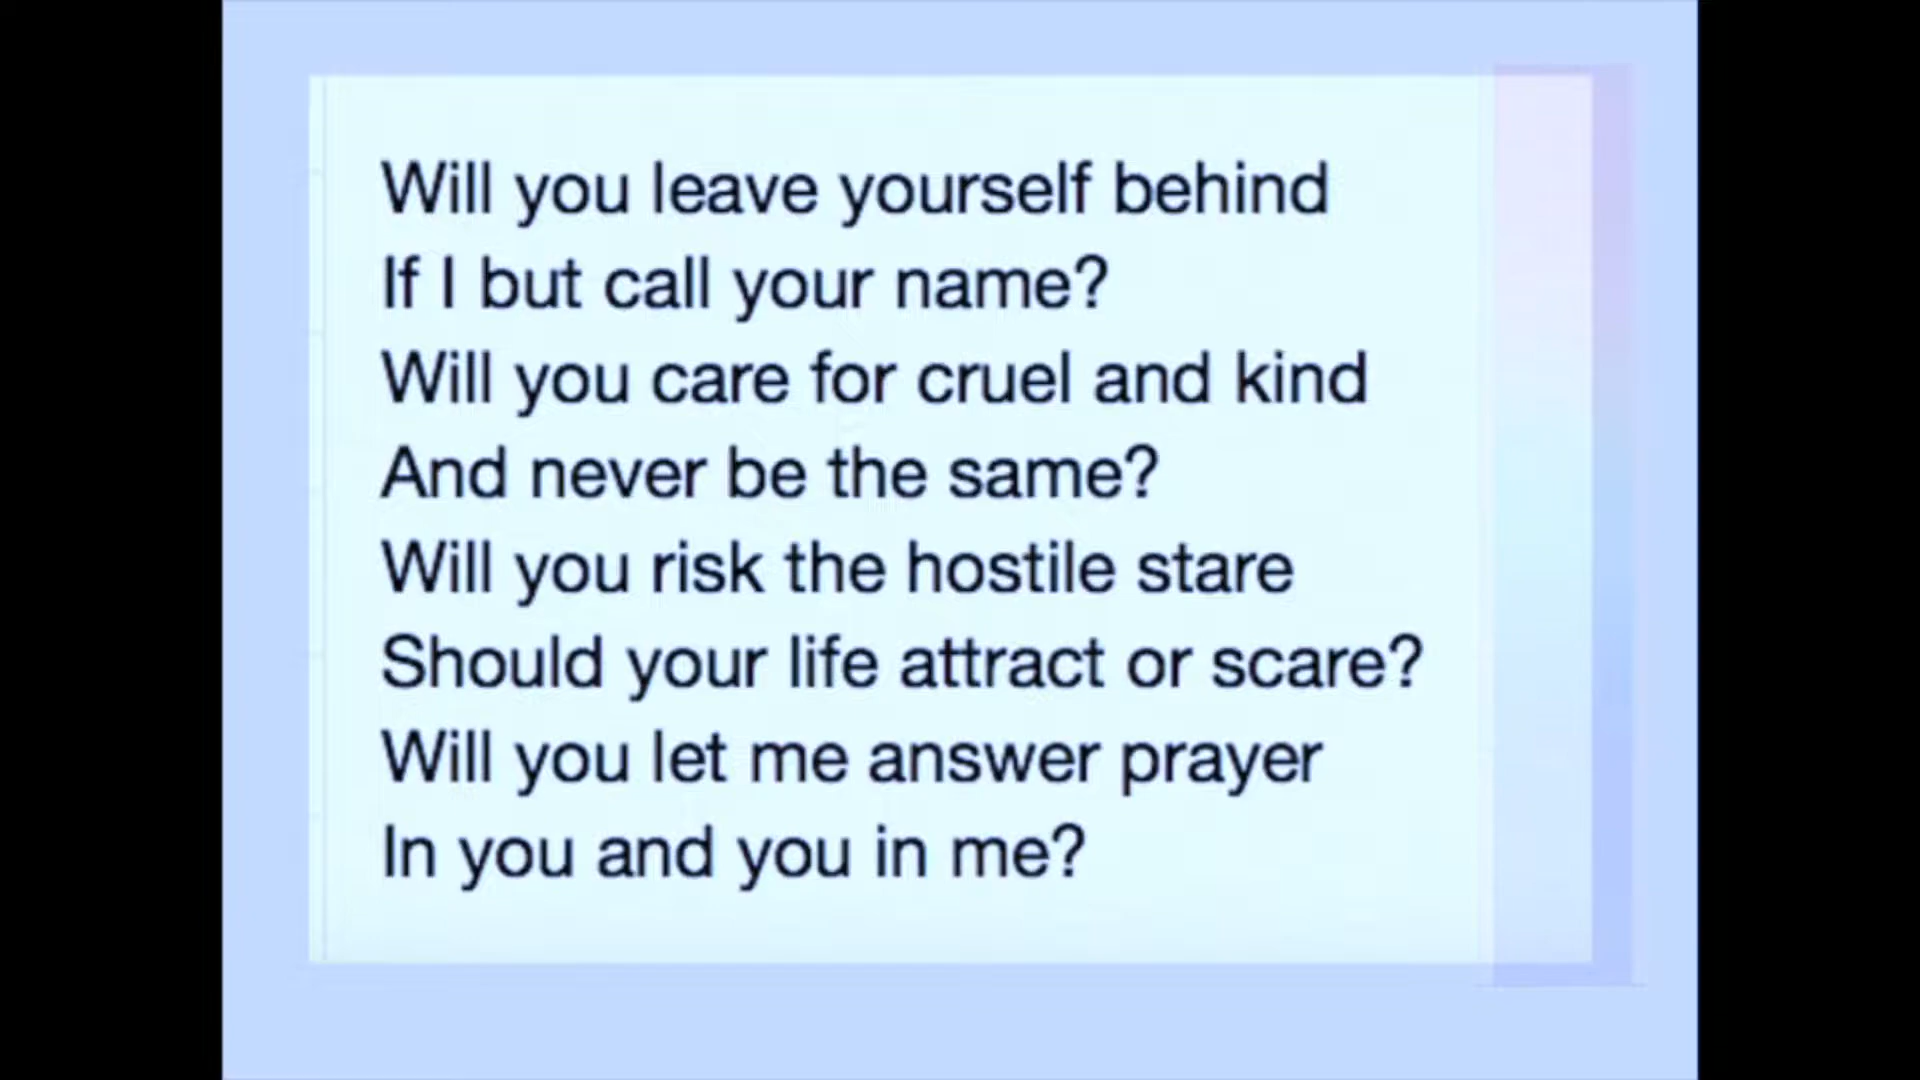 Will you leave yourself behind
If I but call your name?
Will you care for cruel and kind
And never be the same?
Will you risk the hostile stare
Should your life attract or scare?
Will you let me answer prayer
In you and you in me?